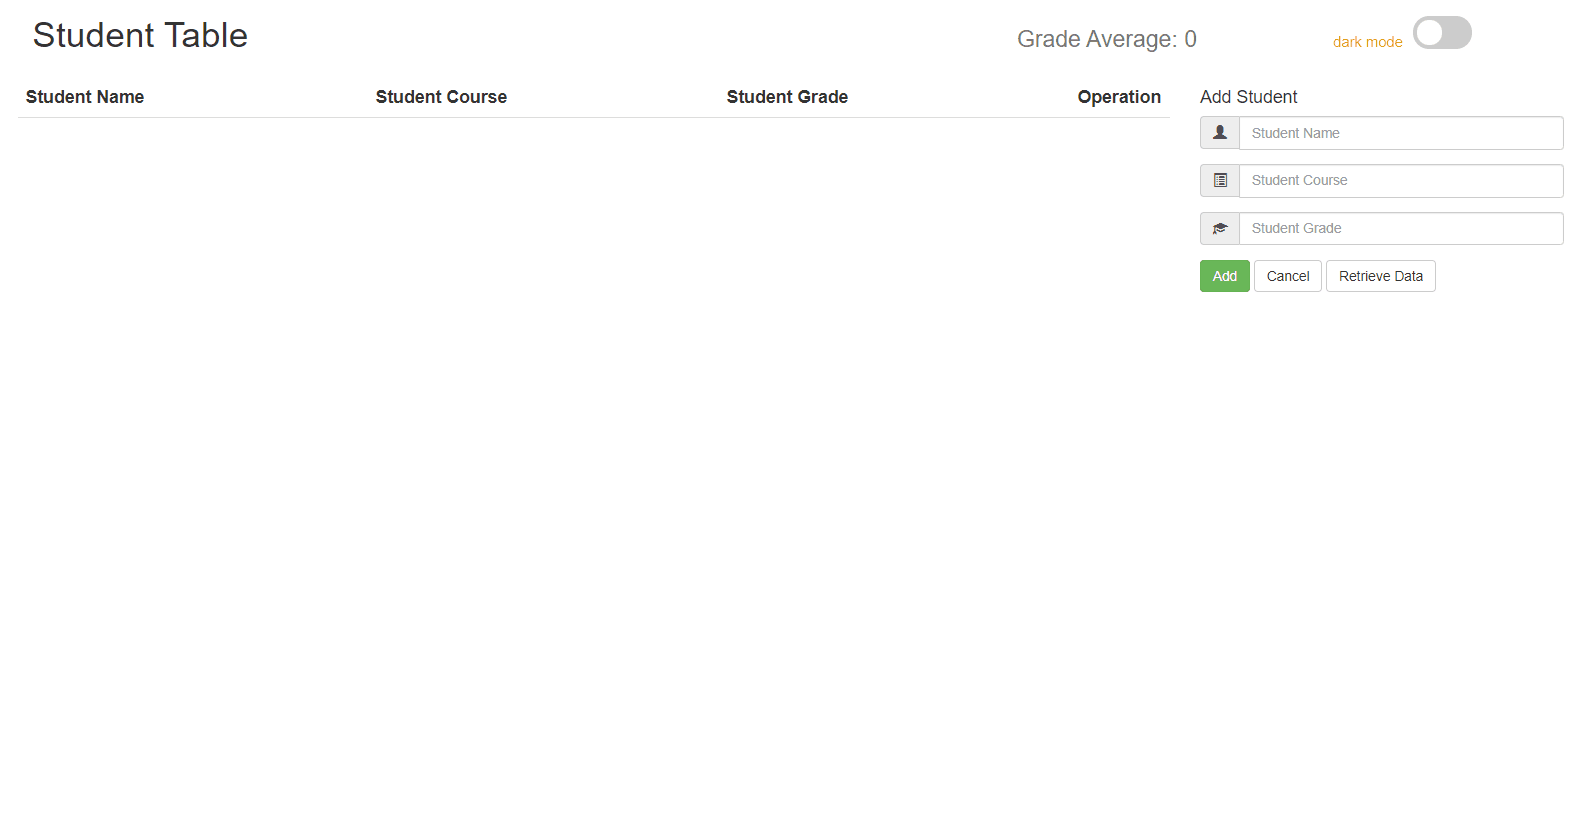 Student Table
Grade Average: 0
dark mode
Student Name Student Course Student Grade Operation
Add Student
Student Name
Student Course
Student Grade
Add Cancel Retrieve Data